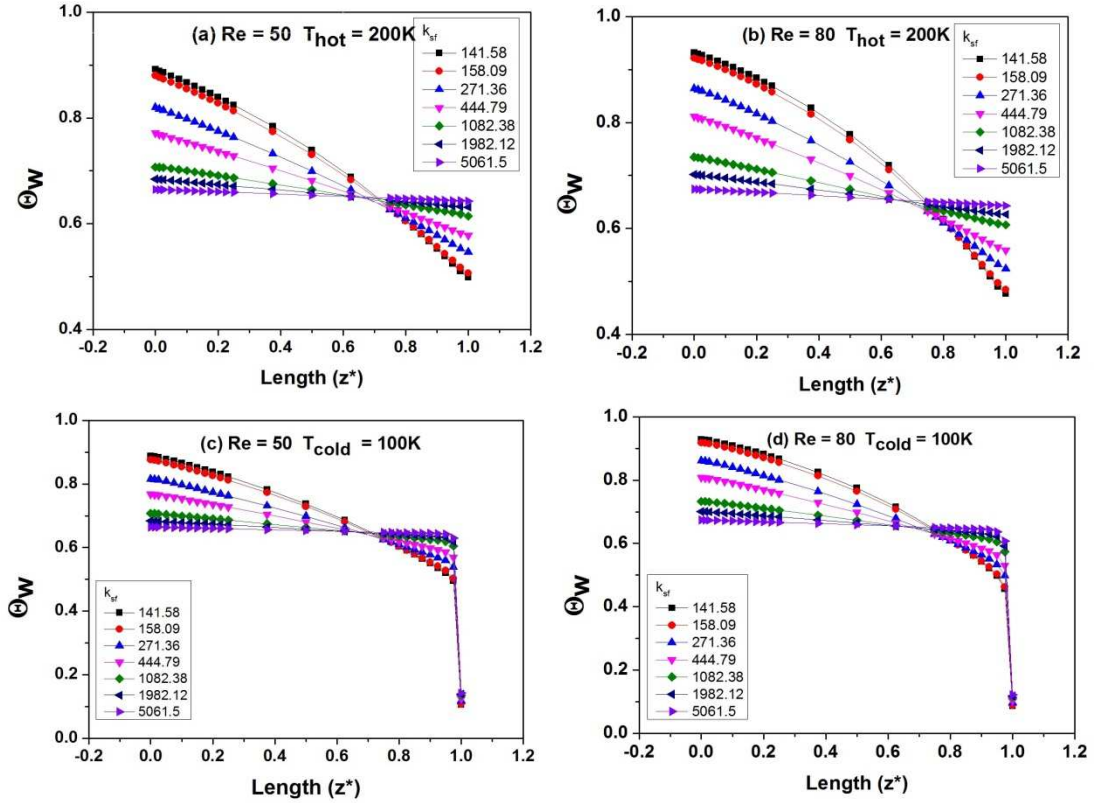 (a) Re = 50 T_hot = 200K
k_sf
141.58
158.09
271.36
444.79
1082.38
1982.12
5061.5
1.0
0.8
0.6
0.4
Θ_W
-0.2 0.0 0.2 0.4 0.6 0.8 1.0 1.2
Length (z*)
(b) Re = 80 T_hot = 200K
k_sf
141.58
158.09
271.36
444.79
1082.38
1982.12
5061.5
1.0
0.8
0.6
0.4
Θ_W
-0.2 0.0 0.2 0.4 0.6 0.8 1.0 1.2
Length (z*)
(c) Re = 50 T_cold = 100K
k_sf
141.58
158.09
271.36
444.79
1082.38
1982.12
5061.5
1.0
0.8
0.6
0.4
0.2
0.0
Θ_W
-0.2 0.0 0.2 0.4 0.6 0.8 1.0 1.2
Length (z*)
(d) Re = 80 T_cold = 100K
k_sf
141.58
158.09
271.36
444.79
1082.38
1982.12
5061.5
1.0
0.8
0.6
0.4
0.2
0.0
Θ_W
-0.2 0.0 0.2 0.4 0.6 0.8 1.0 1.2
Length (z*)